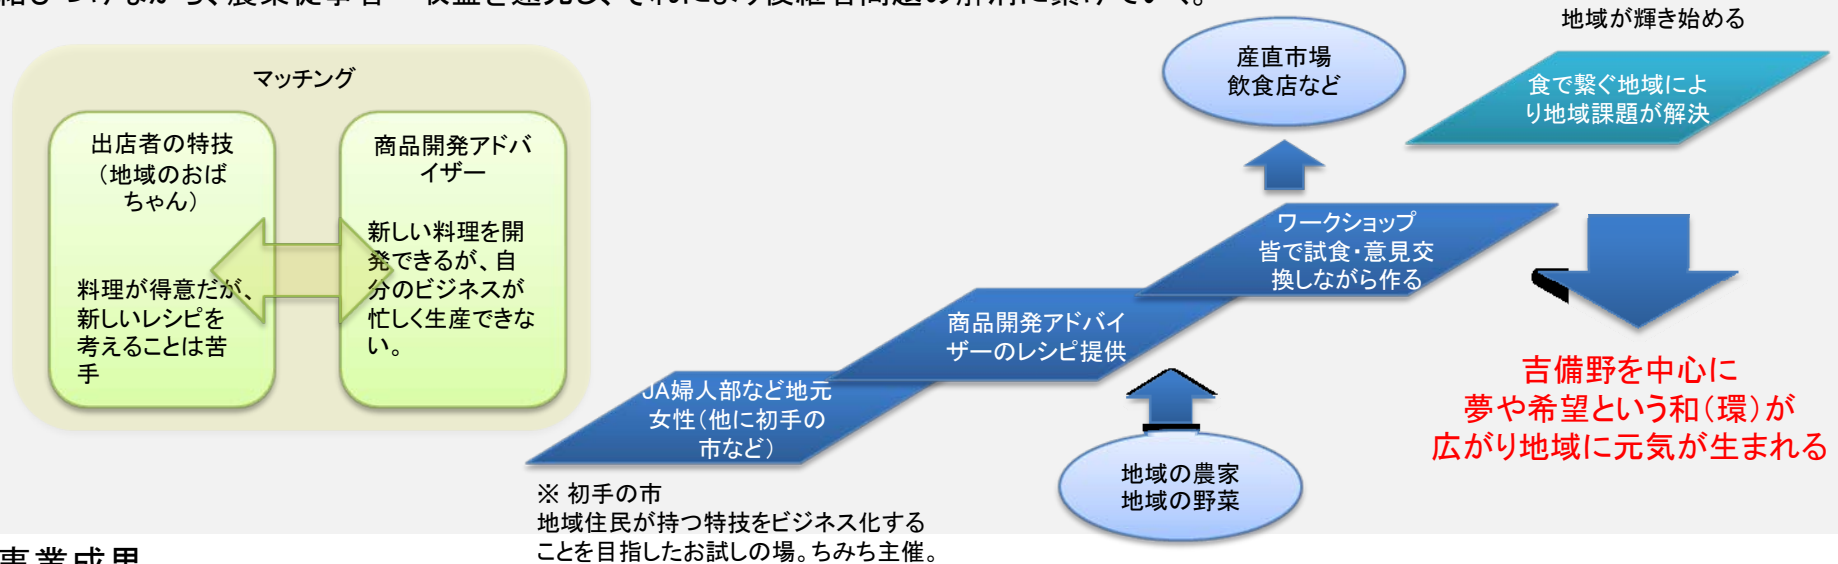 地域が輝き始める
マッチング
出店者の特技
（地域のおば
ちゃん）
料理が得意だが、
新しいレシピを
考えることは苦
手
商品開発アドバ
イザー
新しい料理を開
発できるが、自
分のビジネスが
忙しく生産できな
い。
産直市場
飲食店など
食で繋ぐ地域によ
り地域課題が解決
ワークショップ
皆で試食・意見交
換しながら作る
商品開発アドバイ
ザーのレシピ提供
JA婦人部など地元
女性（他に初手の
市など）
地域の農家
地域の野菜
吉備野を中心に
夢や希望という和（環）が
広がり地域に元気が生まれる
※ 初手の市
地域住民が持つ特技をビジネス化する
ことを目指したお試しの場。ちみち主催。
事業成果